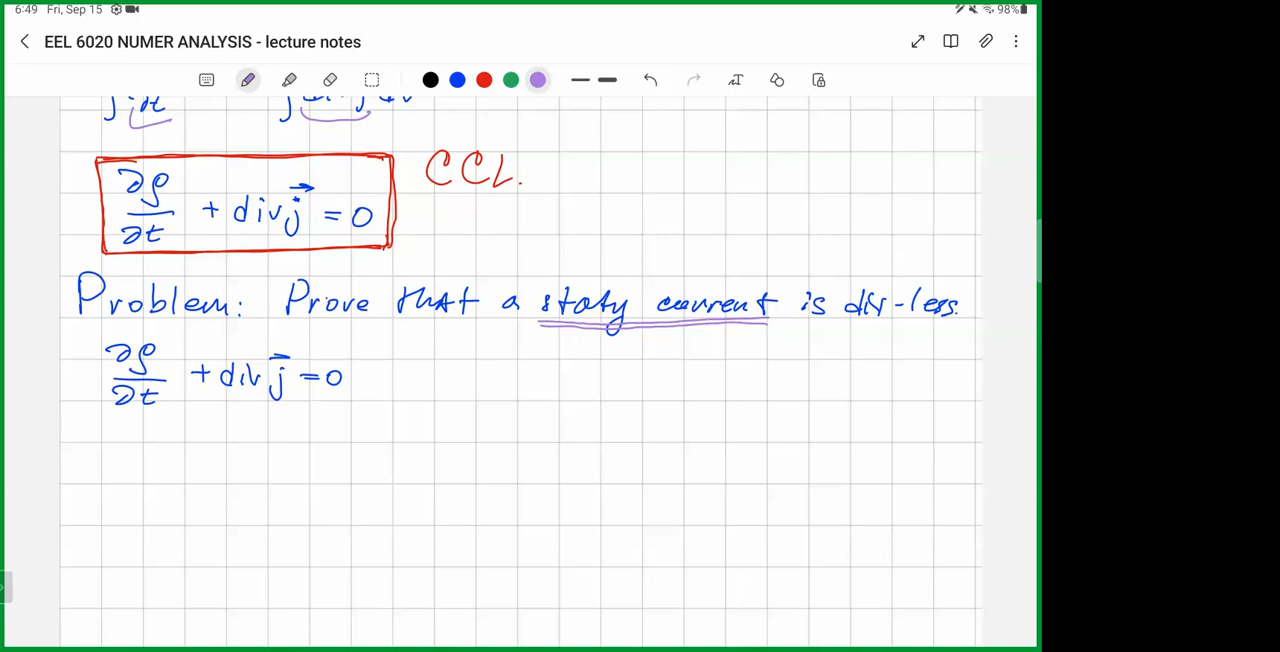 6:49 Fri, Sep 15 98%
EEL 6020 NUMER ANALYSIS - lecture notes
∂ρ/∂t + div j⃗ = 0
CCL.
Problem: Prove that a staty current is div-less.
∂ρ/∂t + div j⃗ = 0